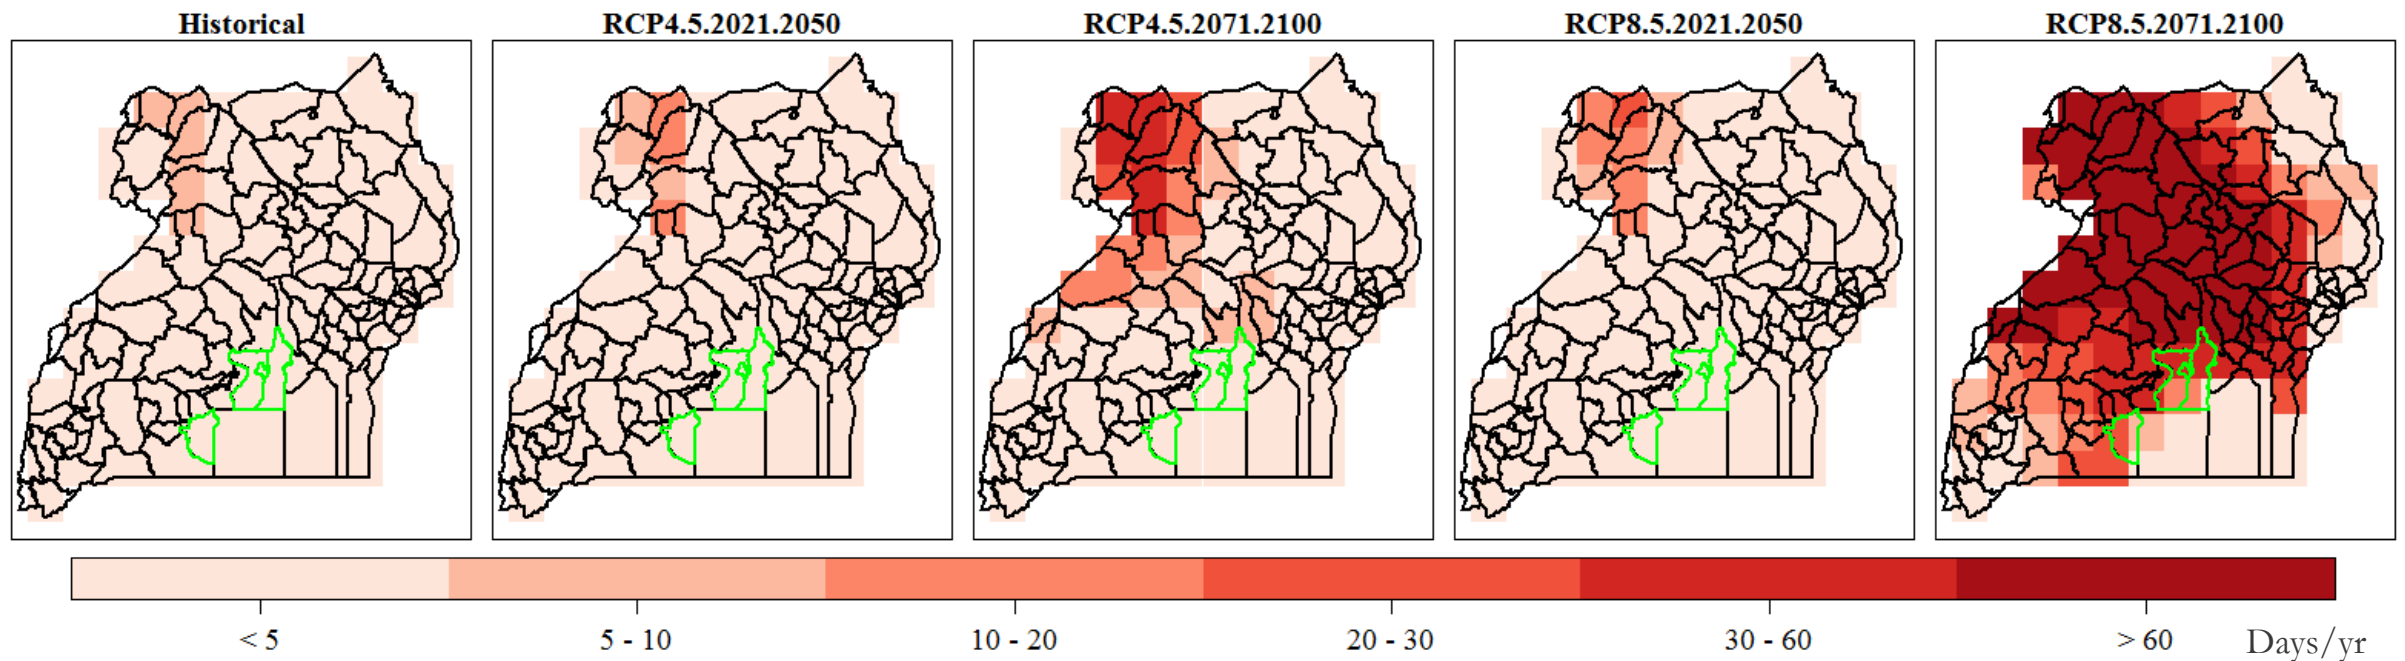 Historical
RCP4.5.2021.2050
RCP4.5.2071.2100
RCP8.5.2021.2050
RCP8.5.2071.2100
< 5
5 - 10
10 - 20
20 - 30
30 - 60
> 60
Days/yr